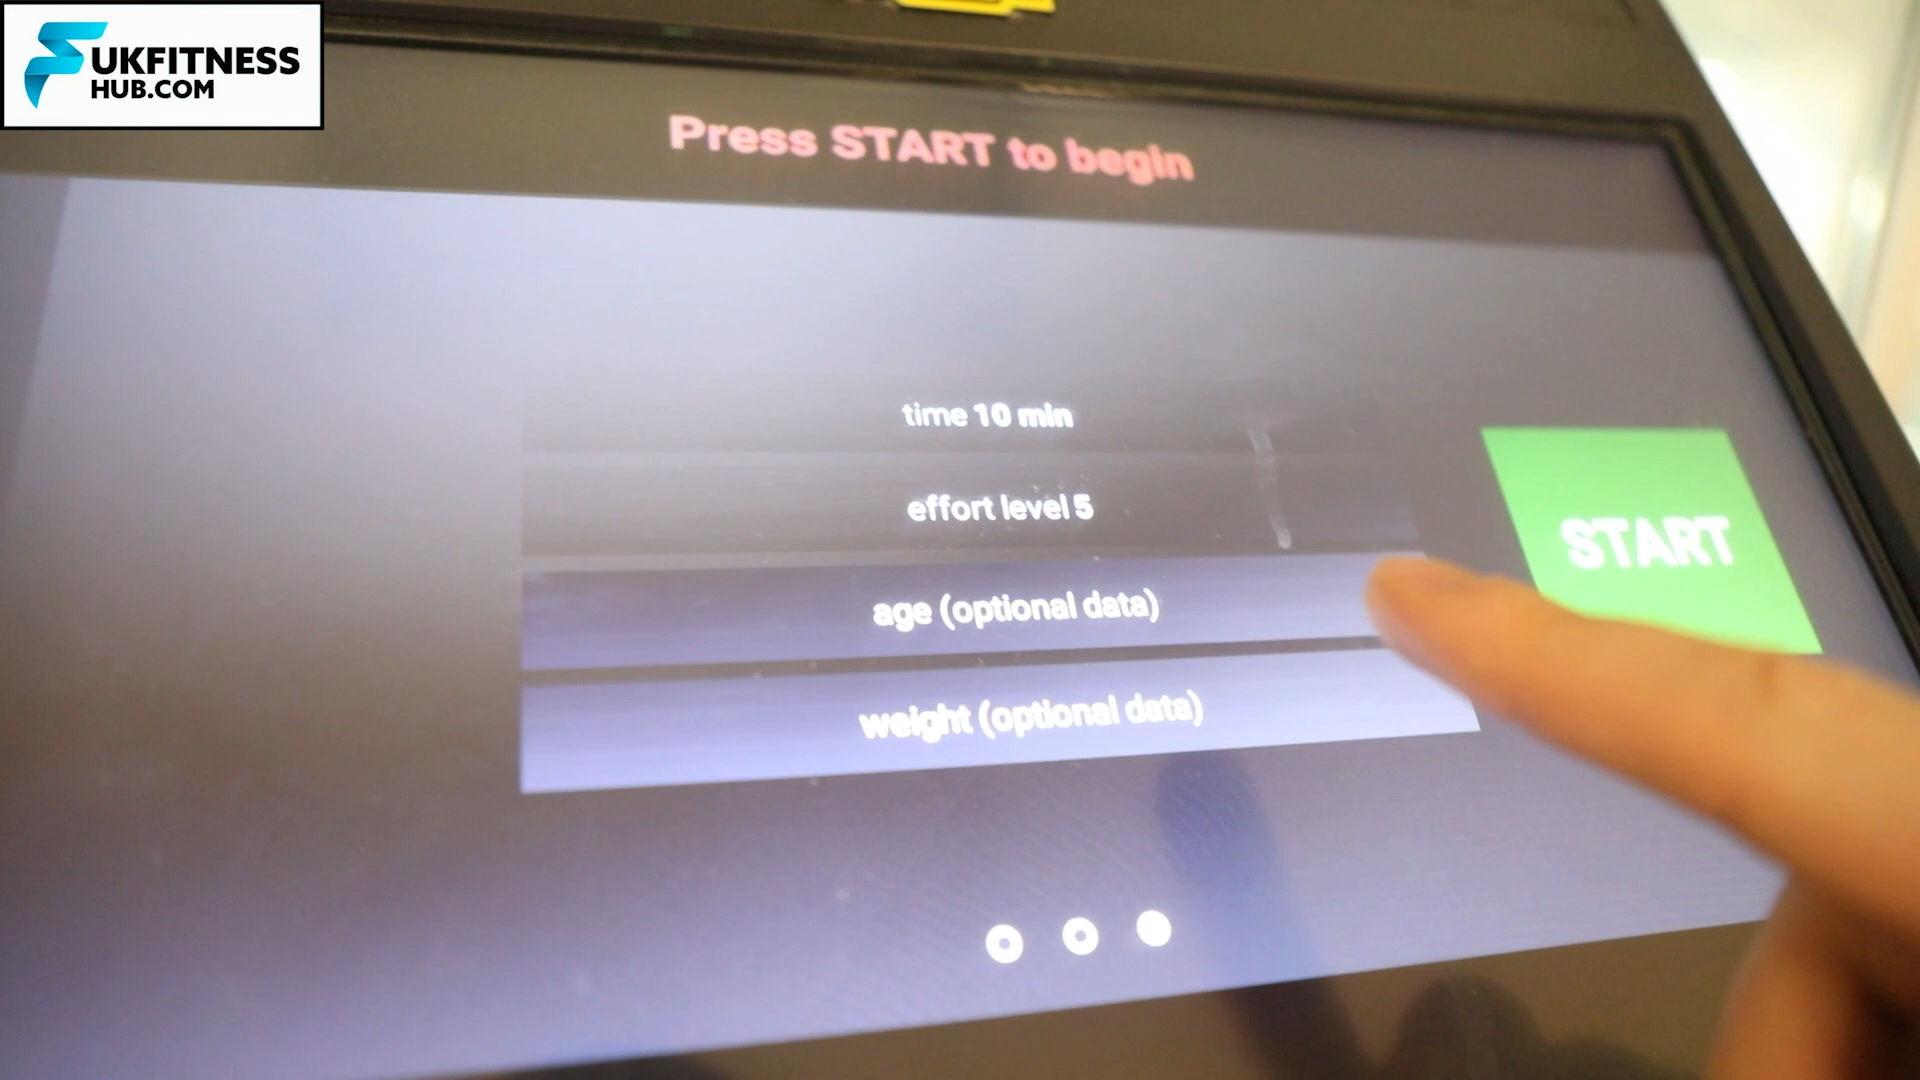 UKFITNESS
HUB.COM
Press START to begin
time 10 min
effort level 5
START
age (optional data)
weight (optional data)